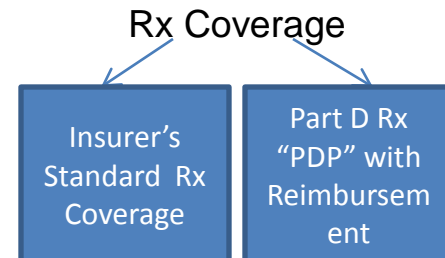 Rx Coverage
Insurer’s
Standard Rx
Coverage
Part D Rx
“PDP” with
Reimbursem
ent